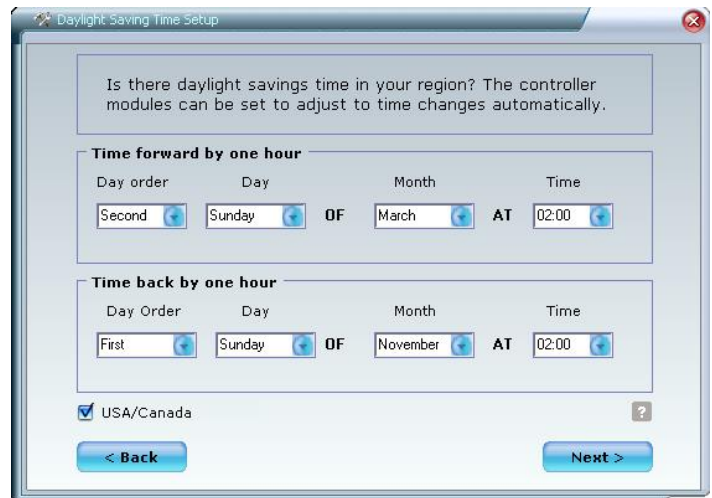 Daylight Saving Time Setup
Is there daylight savings time in your region? The controller
modules can be set to adjust to time changes automatically.
Time forward by one hour
Day order Day Month Time
Second Sunday OF March AT 02:00
Time back by one hour
Day Order Day Month Time
First Sunday OF November AT 02:00
USA/Canada ?
< Back Next >